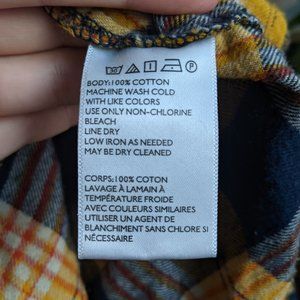 BODY:100% COTTON
MACHINE WASH COLD
WITH LIKE COLORS
USE ONLY NON-CHLORINE
BLEACH
LINE DRY
LOW IRON AS NEEDED
MAY BE DRY CLEANED
CORPS:100% COTON
LAVAGE À LAMAIN À
TEMPÉRATURE FROIDE
AVEC COULEURS SIMILAIRES
UTILISER UN AGENT DE
BLANCHIMENT SANS CHLORE SI
NÉCESSAIRE